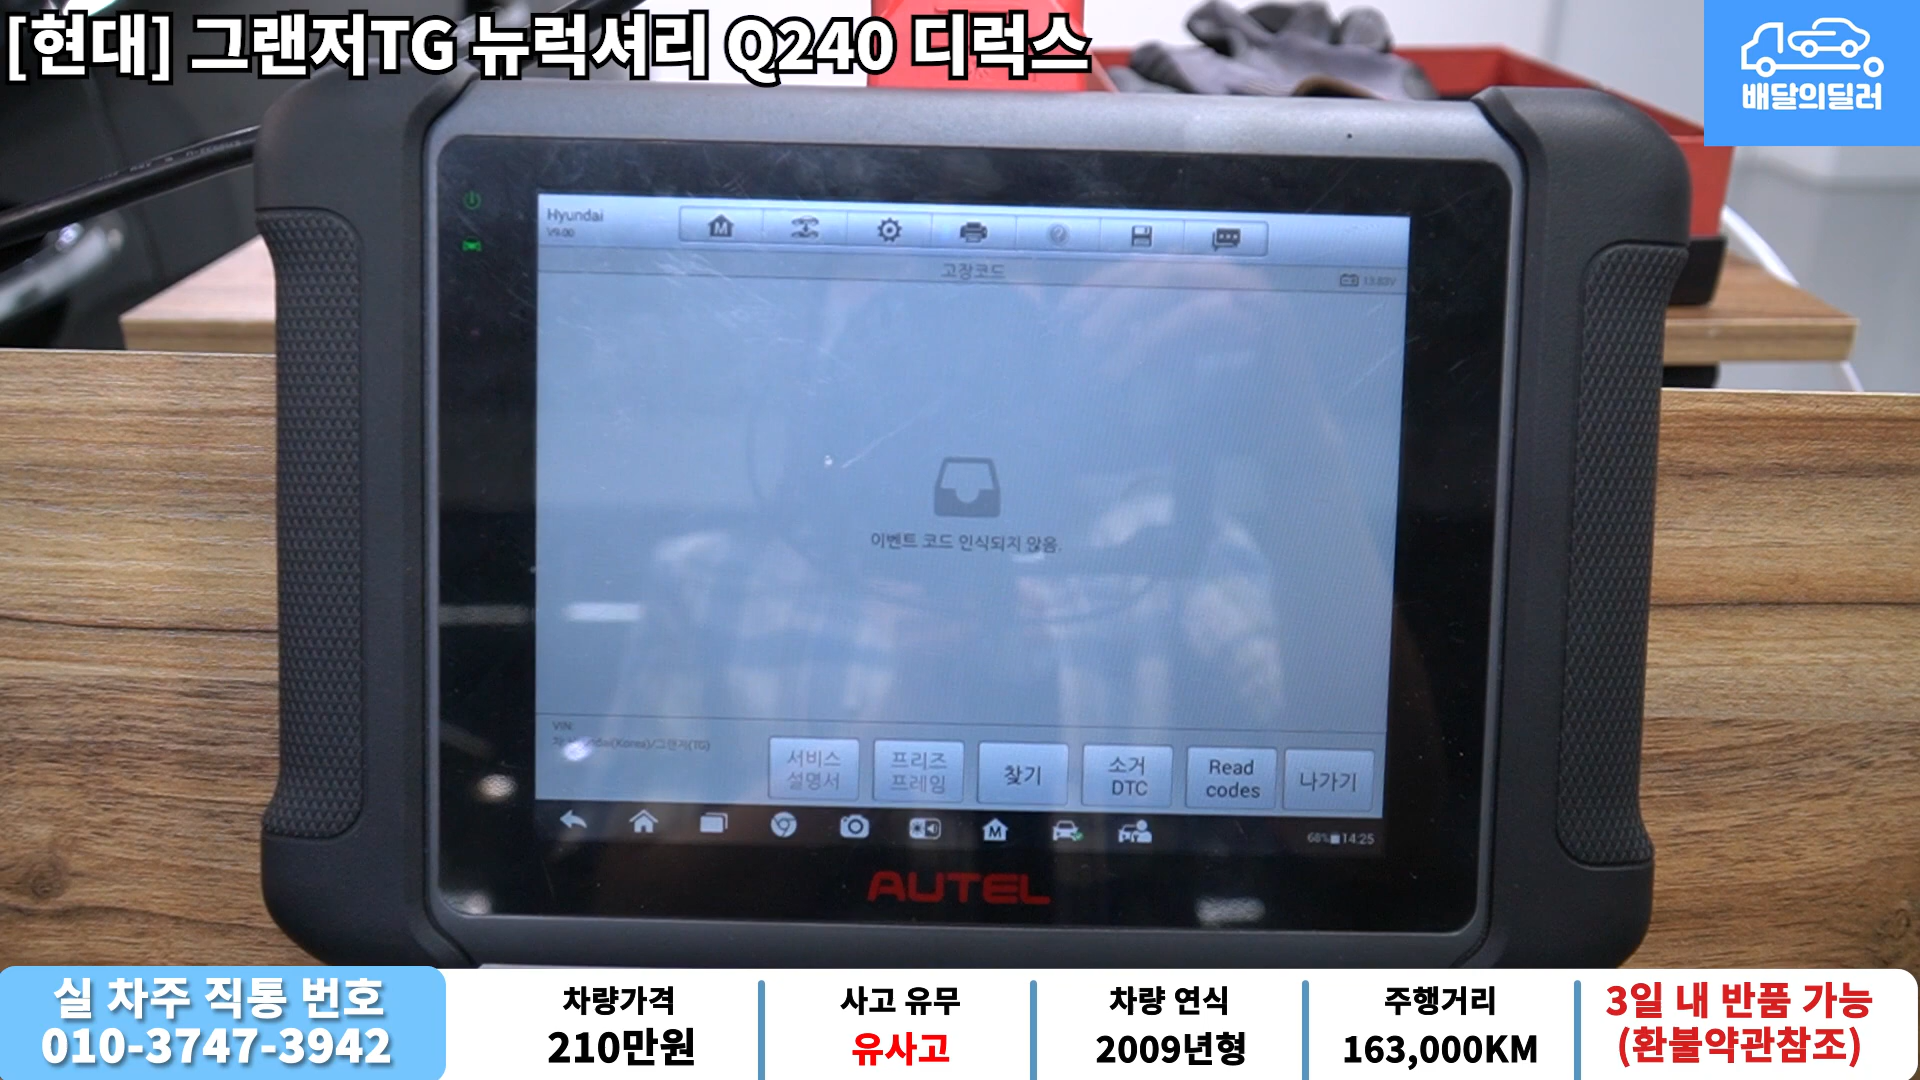 [현대] 그랜저TG 뉴럭셔리 Q240 디럭스
배달의딜러
Hyundai
V9.00
고장코드
이벤트 코드 인식되지 않음.
VIN:
서비스 설명서
프리즈 프레임
찾기
소거 DTC
Read codes
나가기
68% 14:25
AUTEL
실 차주 직통 번호
010-3747-3942
차량가격
210만원
사고 유무
유사고
차량 연식
2009년형
주행거리
163,000KM
3일 내 반품 가능
(환불약관참조)